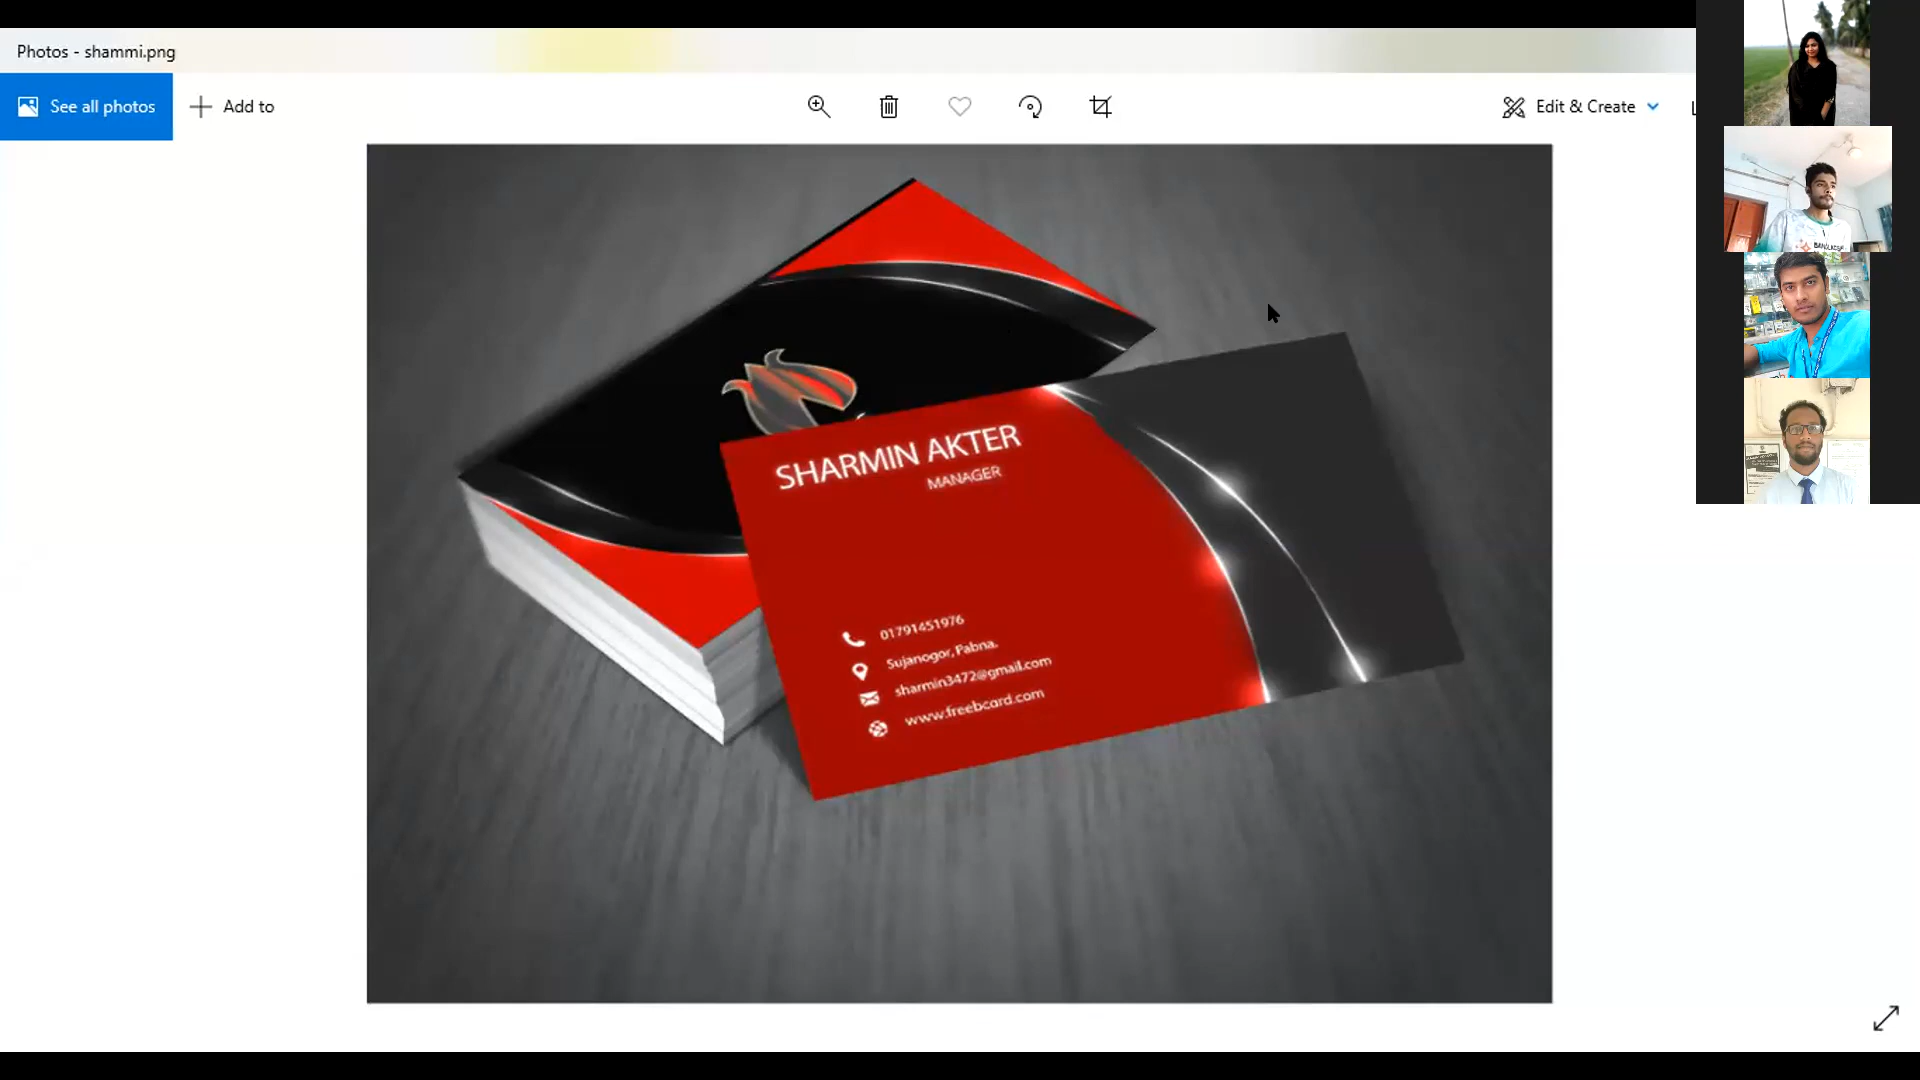 Photos - shammi.png
See all photos
Add to
Edit & Create
SHARMIN AKTER
MANAGER
01791451976
Sujanogor, Pabna.
sharmin3472@gmail.com
www.freebcard.com